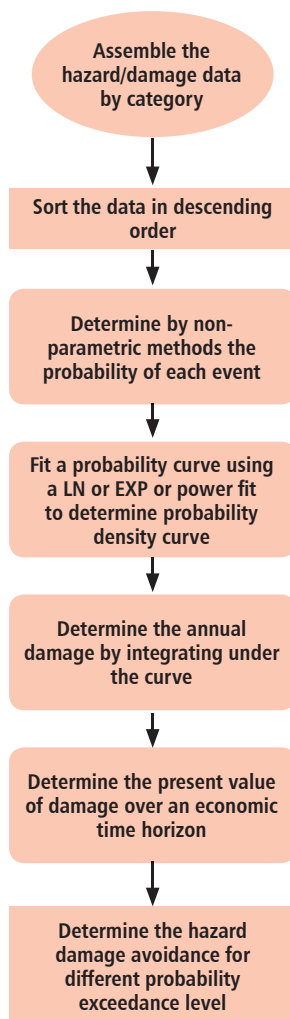 Assemble the
hazard/damage data
by category
Sort the data in descending
order
Determine by non-
parametric methods the
probability of each event
Fit a probability curve using
a LN or EXP or power fit
to determine probability
density curve
Determine the annual
damage by integrating under
the curve
Determine the present value
of damage over an economic
time horizon
Determine the hazard
damage avoidance for
different probability
exceedance level